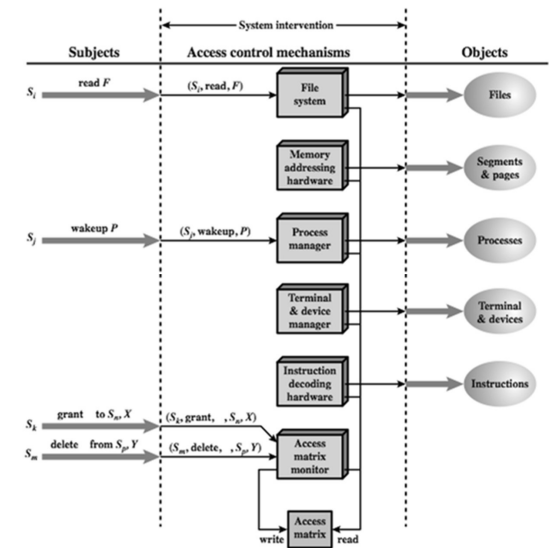 System intervention
Subjects
Access control mechanisms
Objects
Si
read F
(Si, read, F)
File
system
Files
Memory
addressing
hardware
Segments
& pages
Sj
wakeup P
(Sj, wakeup, P)
Process
manager
Processes
Terminal
& device
manager
Terminal
& devices
Instruction
decoding
hardware
Instructions
Sk
grant to Sn, X
(Sk, grant, , Sn, X)
Sm
delete from Sp, Y
(Sm, delete, , Sp, Y)
Access
matrix
monitor
write
Access
matrix
read